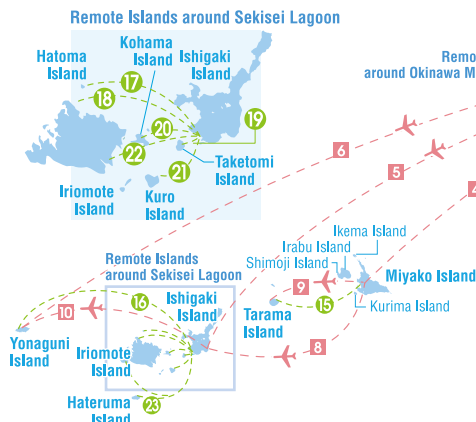 Remote Islands around Sekisei Lagoon
Kohama
Island
Hatoma
Island
Ishigaki
Island
17
18
19
20
22
21
Taketomi
Island
Iriomote
Island
Kuro
Island
Remo
around Okinawa M
6
5
4
Ikema Island
Irabu Island
Shimoji Island
Miyako Island
9
15
Tarama
Island
Kurima Island
8
Remote Islands
around Sekisei Lagoon
Ishigaki
Island
16
10
Yonaguni
Island
Iriomote
Island
Hateruma
Island
23